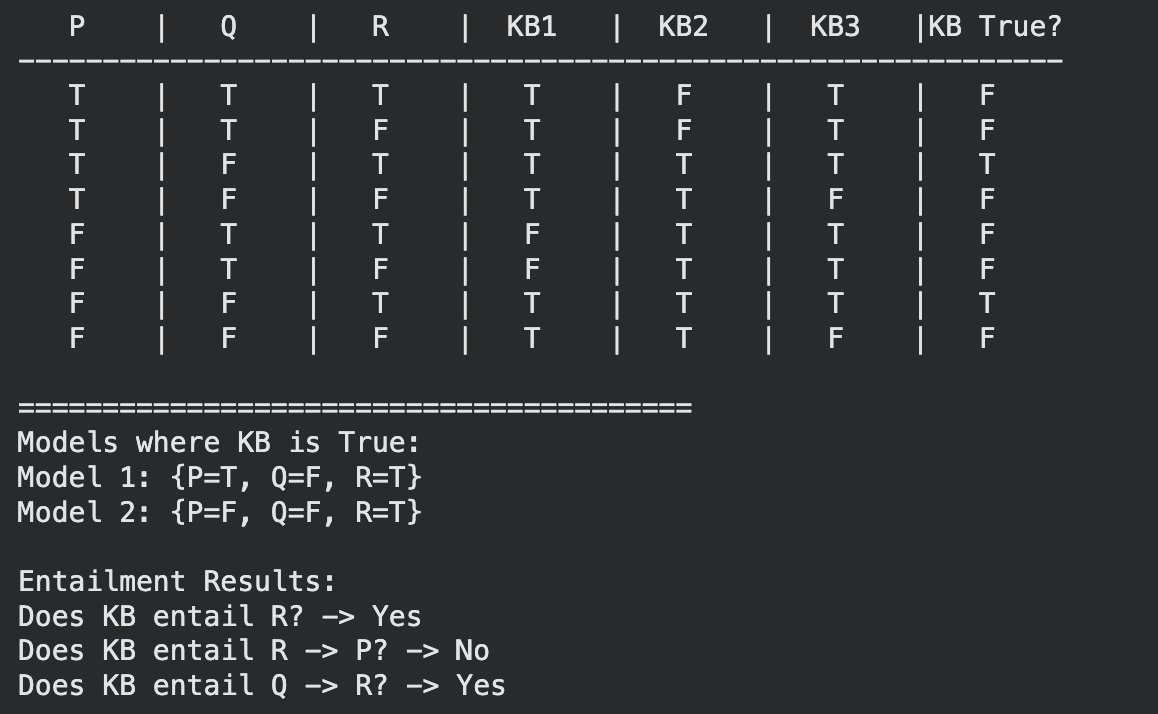 P | Q | R | KB1 | KB2 | KB3 |KB True?
--------------------------------------------------------------
T | T | T | T | F | T | F
T | T | F | T | F | T | F
T | F | T | T | T | T | T
T | F | F | T | T | F | F
F | T | T | F | T | T | F
F | T | F | F | T | T | F
F | F | T | T | T | T | T
F | F | F | T | T | F | F
========================================
Models where KB is True:
Model 1: {P=T, Q=F, R=T}
Model 2: {P=F, Q=F, R=T}
Entailment Results:
Does KB entail R? -> Yes
Does KB entail R -> P? -> No
Does KB entail Q -> R? -> Yes